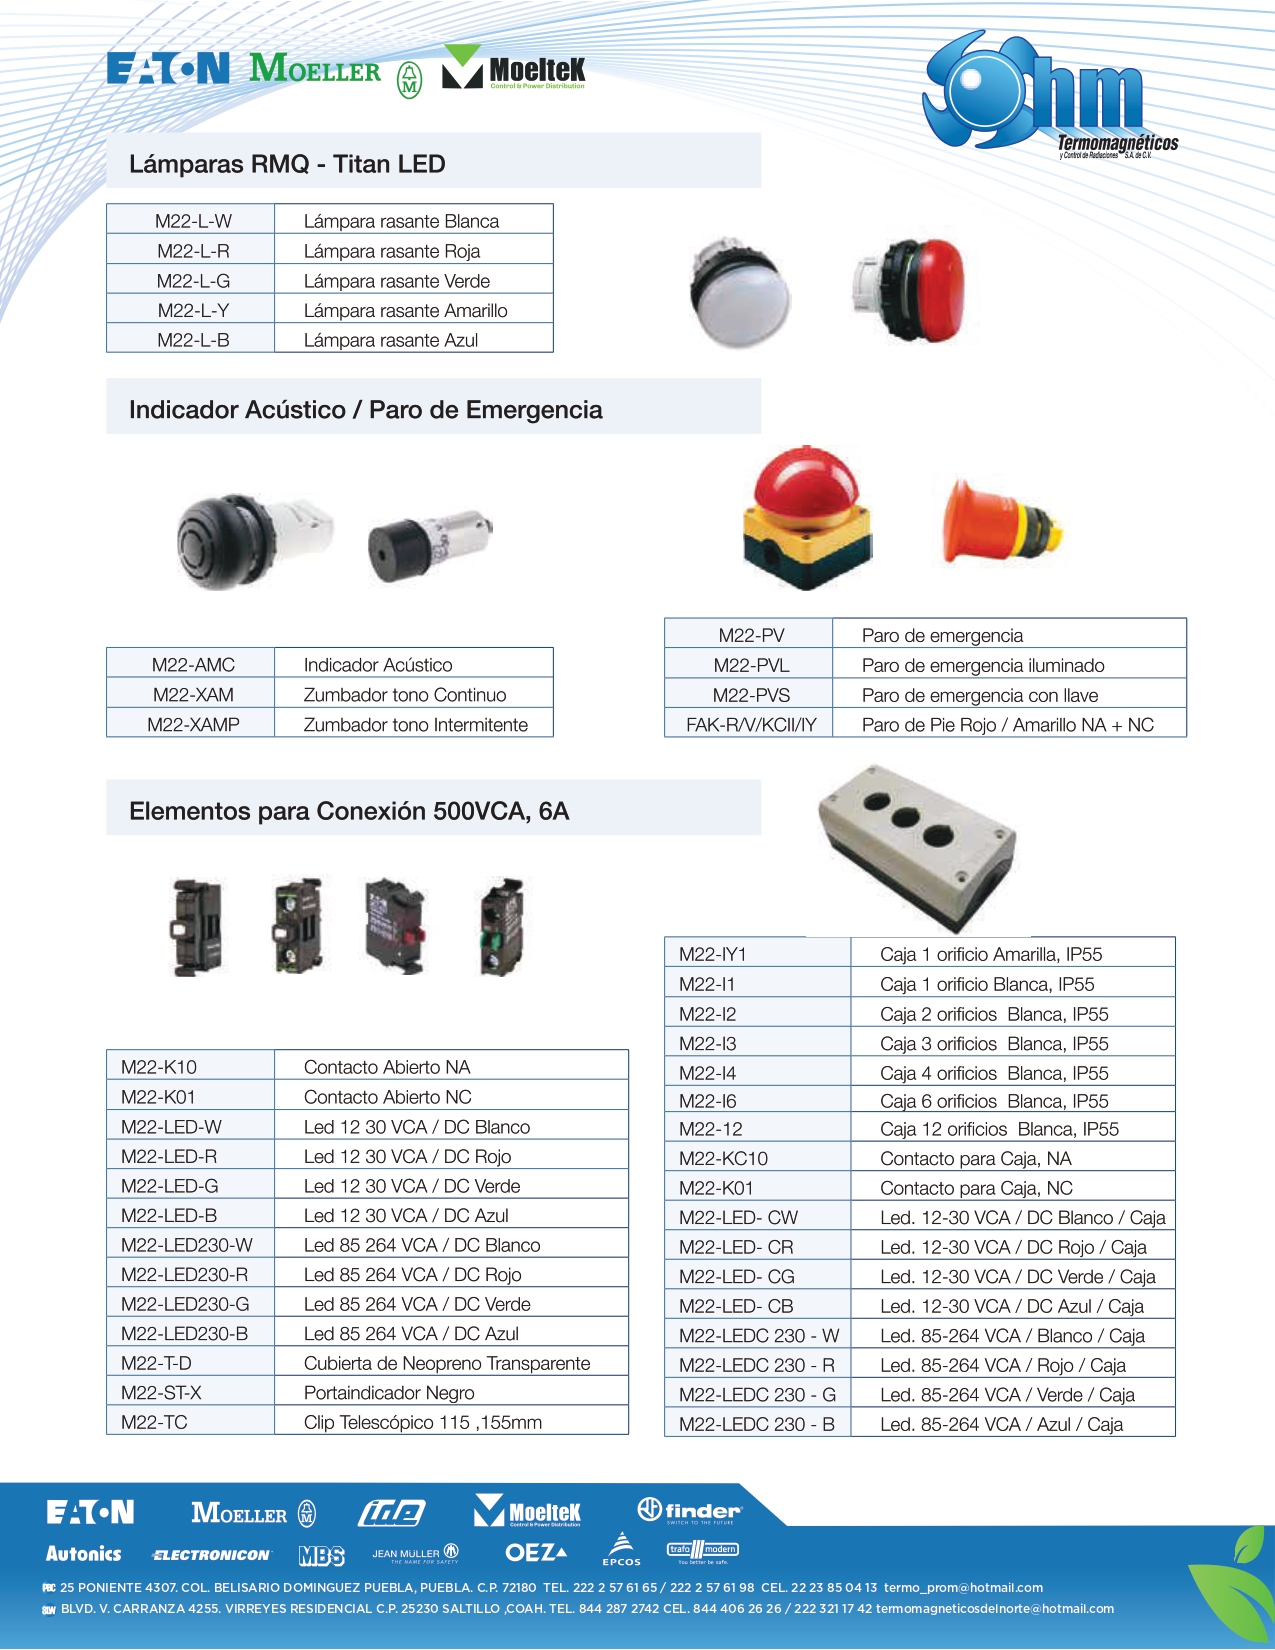 EATON MOELLER MoelteK
Control & Power Distribution
Ohm
Termomagnéticos
y Control de Radiaciones S.A. de C.V.
Lámparas RMQ - Titan LED
M22-L-W Lámpara rasante Blanca
M22-L-R Lámpara rasante Roja
M22-L-G Lámpara rasante Verde
M22-L-Y Lámpara rasante Amarillo
M22-L-B Lámpara rasante Azul
Indicador Acústico / Paro de Emergencia
M22-AMC Indicador Acústico
M22-XAM Zumbador tono Continuo
M22-XAMP Zumbador tono Intermitente
M22-PV Paro de emergencia
M22-PVL Paro de emergencia iluminado
M22-PVS Paro de emergencia con llave
FAK-R/V/KCII/IY Paro de Pie Rojo / Amarillo NA + NC
Elementos para Conexión 500VCA, 6A
EATON
M22-K10 Contacto Abierto NA
M22-K01 Contacto Abierto NC
M22-LED-W Led 12 30 VCA / DC Blanco
M22-LED-R Led 12 30 VCA / DC Rojo
M22-LED-G Led 12 30 VCA / DC Verde
M22-LED-B Led 12 30 VCA / DC Azul
M22-LED230-W Led 85 264 VCA / DC Blanco
M22-LED230-R Led 85 264 VCA / DC Rojo
M22-LED230-G Led 85 264 VCA / DC Verde
M22-LED230-B Led 85 264 VCA / DC Azul
M22-T-D Cubierta de Neopreno Transparente
M22-ST-X Portaindicador Negro
M22-TC Clip Telescópico 115 ,155mm
M22-IY1 Caja 1 orificio Amarilla, IP55
M22-I1 Caja 1 orificio Blanca, IP55
M22-I2 Caja 2 orificios Blanca, IP55
M22-I3 Caja 3 orificios Blanca, IP55
M22-I4 Caja 4 orificios Blanca, IP55
M22-I6 Caja 6 orificios Blanca, IP55
M22-12 Caja 12 orificios Blanca, IP55
M22-KC10 Contacto para Caja, NA
M22-K01 Contacto para Caja, NC
M22-LED- CW Led. 12-30 VCA / DC Blanco / Caja
M22-LED- CR Led. 12-30 VCA / DC Rojo / Caja
M22-LED- CG Led. 12-30 VCA / DC Verde / Caja
M22-LED- CB Led. 12-30 VCA / DC Azul / Caja
M22-LEDC 230 - W Led. 85-264 VCA / Blanco / Caja
M22-LEDC 230 - R Led. 85-264 VCA / Rojo / Caja
M22-LEDC 230 - G Led. 85-264 VCA / Verde / Caja
M22-LEDC 230 - B Led. 85-264 VCA / Azul / Caja
EATON MOELLER ide MoelteK finder
Control & Power Distribution SWITCH TO THE FUTURE
Autonics ELECTRONICON MBS JEAN MÜLLER OEZ EPCOS trafo modern
THE NAME FOR SAFETY You better be safe.
25 PONIENTE 4307. COL. BELISARIO DOMINGUEZ PUEBLA, PUEBLA. C.P. 72180 TEL. 222 2 57 61 65 / 222 2 57 61 98 CEL. 22 23 85 04 13 termo_prom@hotmail.com
BLVD. V. CARRANZA 4255. VIRREYES RESIDENCIAL C.P. 25230 SALTILLO ,COAH. TEL. 844 287 2742 CEL. 844 406 26 26 / 222 321 17 42 termomagneticosdelnorte@hotmail.com